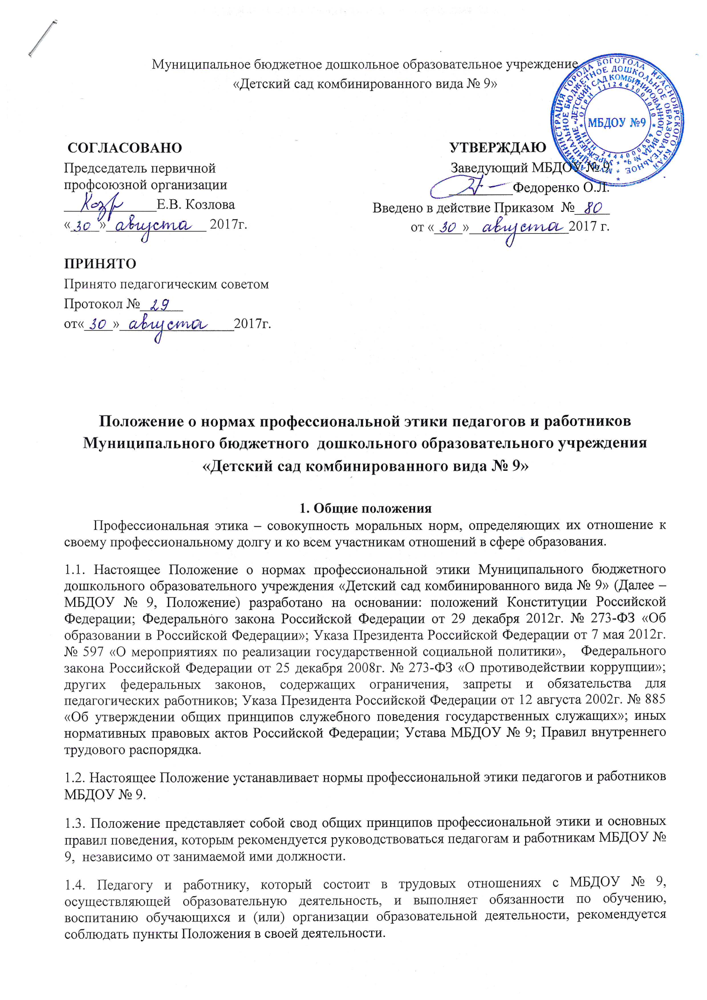 Муниципальное бюджетное дошкольное образовательное учреждение
«Детский сад комбинированного вида № 9»
АДМИНИСТРАЦИЯ ГОРОДА БОГОТОЛА КРАСНОЯРСКОГО КРАЯ
* МУНИЦИПАЛЬНОЕ БЮДЖЕТНОЕ ДОШКОЛЬНОЕ ОБРАЗОВАТЕЛЬНОЕ
* УЧРЕЖДЕНИЕ «ДЕТСКИЙ САД КОМБИНИРОВАННОГО ВИДА № 9»
* ОГРН 1112443001010 * ИНН 2444000609
МБДОУ №9
СОГЛАСОВАНО
Председатель первичной
профсоюзной организации
Козр Е.В. Козлова
«30» августа 2017г.
УТВЕРЖДАЮ
Заведующий МБДОУ № 9
Федоренко О.Л.
Введено в действие Приказом № 80
от «30» августа 2017 г.
ПРИНЯТО
Принято педагогическим советом
Протокол № 29
от«30» августа 2017г.
Положение о нормах профессиональной этики педагогов и работников
Муниципального бюджетного дошкольного образовательного учреждения
«Детский сад комбинированного вида № 9»
1. Общие положения
Профессиональная этика – совокупность моральных норм, определяющих их отношение к
своему профессиональному долгу и ко всем участникам отношений в сфере образования.
1.1. Настоящее Положение о нормах профессиональной этики Муниципального бюджетного
дошкольного образовательного учреждения «Детский сад комбинированного вида № 9» (Далее –
МБДОУ № 9, Положение) разработано на основании: положений Конституции Российской
Федерации; Федерального закона Российской Федерации от 29 декабря 2012г. № 273-ФЗ «Об
образовании в Российской Федерации»; Указа Президента Российской Федерации от 7 мая 2012г.
№ 597 «О мероприятиях по реализации государственной социальной политики», Федерального
закона Российской Федерации от 25 декабря 2008г. № 273-ФЗ «О противодействии коррупции»;
других федеральных законов, содержащих ограничения, запреты и обязательства для
педагогических работников; Указа Президента Российской Федерации от 12 августа 2002г. № 885
«Об утверждении общих принципов служебного поведения государственных служащих»; иных
нормативных правовых актов Российской Федерации; Устава МБДОУ № 9; Правил внутреннего
трудового распорядка.
1.2. Настоящее Положение устанавливает нормы профессиональной этики педагогов и работников
МБДОУ № 9.
1.3. Положение представляет собой свод общих принципов профессиональной этики и основных
правил поведения, которым рекомендуется руководствоваться педагогам и работникам МБДОУ №
9, независимо от занимаемой ими должности.
1.4. Педагогу и работнику, который состоит в трудовых отношениях с МБДОУ № 9,
осуществляющей образовательную деятельность, и выполняет обязанности по обучению,
воспитанию обучающихся и (или) организации образовательной деятельности, рекомендуется
соблюдать пункты Положения в своей деятельности.